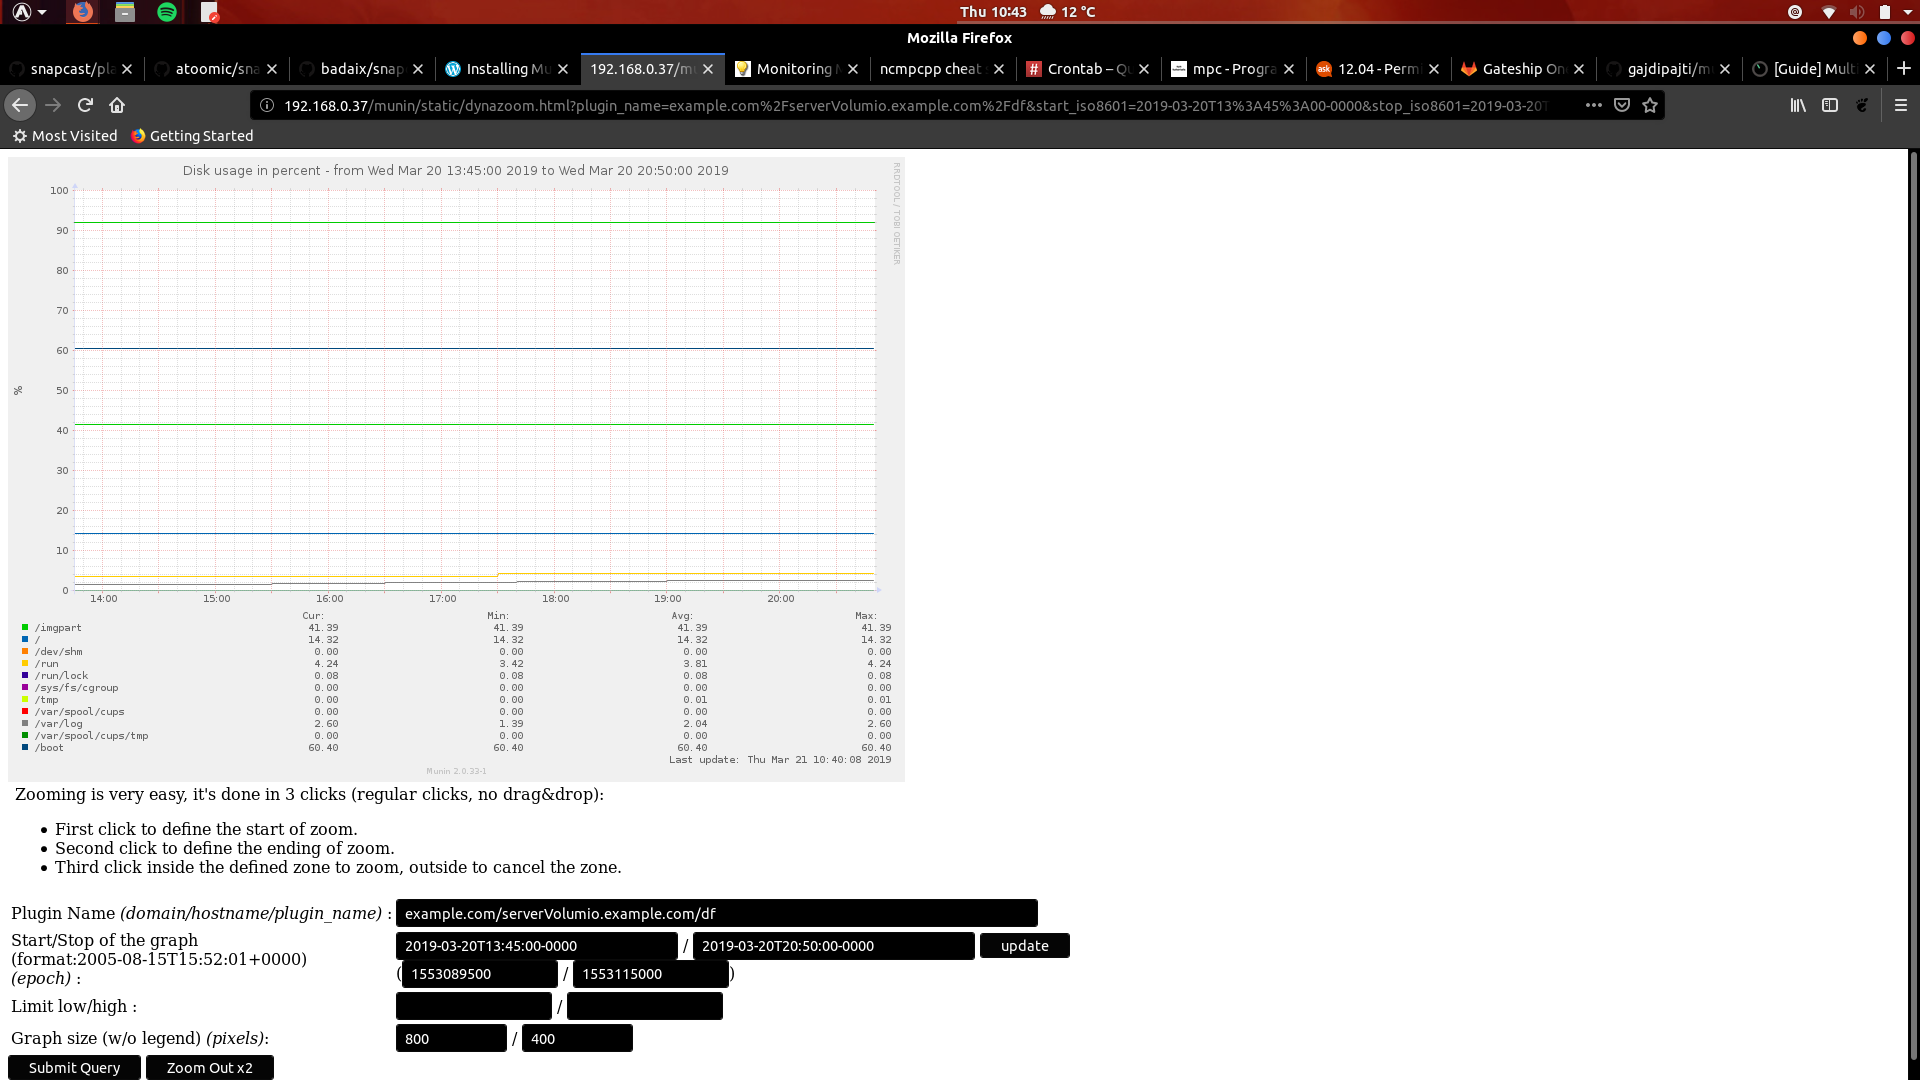 Thu 10:43 12 °C
Mozilla Firefox
snapcast/pla atoomic/sna badaix/snap Installing Mu 192.168.0.37/mu Monitoring M ncmpcpp cheat Crontab – Qu mpc - Progra 12.04 - Permi Gateship On gajdipajti/m [Guide] Multi
192.168.0.37/munin/static/dynazoom.html?plugin_name=example.com%2FserverVolumio.example.com%2Fdf&start_iso8601=2019-03-20T13%3A45%3A00-0000&stop_iso8601=2019-03-20T
Most Visited Getting Started
Disk usage in percent - from Wed Mar 20 13:45:00 2019 to Wed Mar 20 20:50:00 2019
RRDTOOL / TOBI OETIKER
100
90
80
70
60
50
40
30
20
10
0
%
14:00 15:00 16:00 17:00 18:00 19:00 20:00
Cur: Min: Avg: Max:
/imgpart 41.39 41.39 41.39 41.39
/ 14.32 14.32 14.32 14.32
/dev/shm 0.00 0.00 0.00 0.00
/run 4.24 3.42 3.81 4.24
/run/lock 0.08 0.08 0.08 0.08
/sys/fs/cgroup 0.00 0.00 0.00 0.00
/tmp 0.00 0.00 0.01 0.01
/var/spool/cups 0.00 0.00 0.00 0.00
/var/log 2.60 1.39 2.04 2.60
/var/spool/cups/tmp 0.00 0.00 0.00 0.00
/boot 60.40 60.40 60.40 60.40
Last update: Thu Mar 21 10:40:08 2019
Munin 2.0.33-1
Zooming is very easy, it's done in 3 clicks (regular clicks, no drag&drop):
• First click to define the start of zoom.
• Second click to define the ending of zoom.
• Third click inside the defined zone to zoom, outside to cancel the zone.
Plugin Name (domain/hostname/plugin_name) : example.com/serverVolumio.example.com/df
Start/Stop of the graph
(format:2005-08-15T15:52:01+0000)
(epoch) :
2019-03-20T13:45:00-0000 / 2019-03-20T20:50:00-0000 update
(1553089500 / 1553115000)
Limit low/high : /
Graph size (w/o legend) (pixels): 800 / 400
Submit Query Zoom Out x2